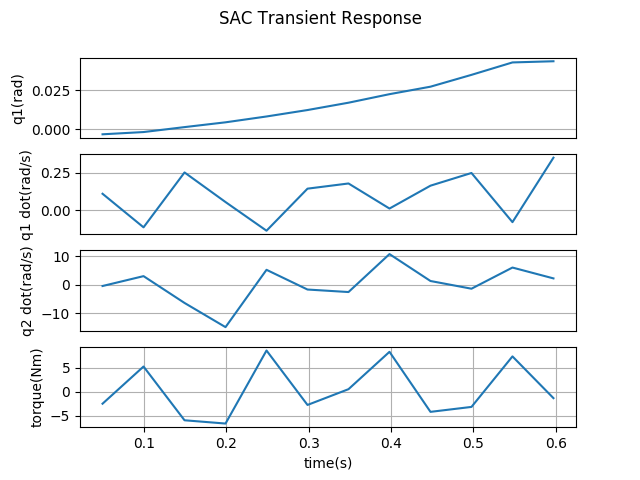 SAC Transient Response
q1(rad)
0.025
0.000
q1 dot(rad/s)
0.25
0.00
q2 dot(rad/s)
10
0
−10
torque(Nm)
5
0
−5
0.1 0.2 0.3 0.4 0.5 0.6
time(s)